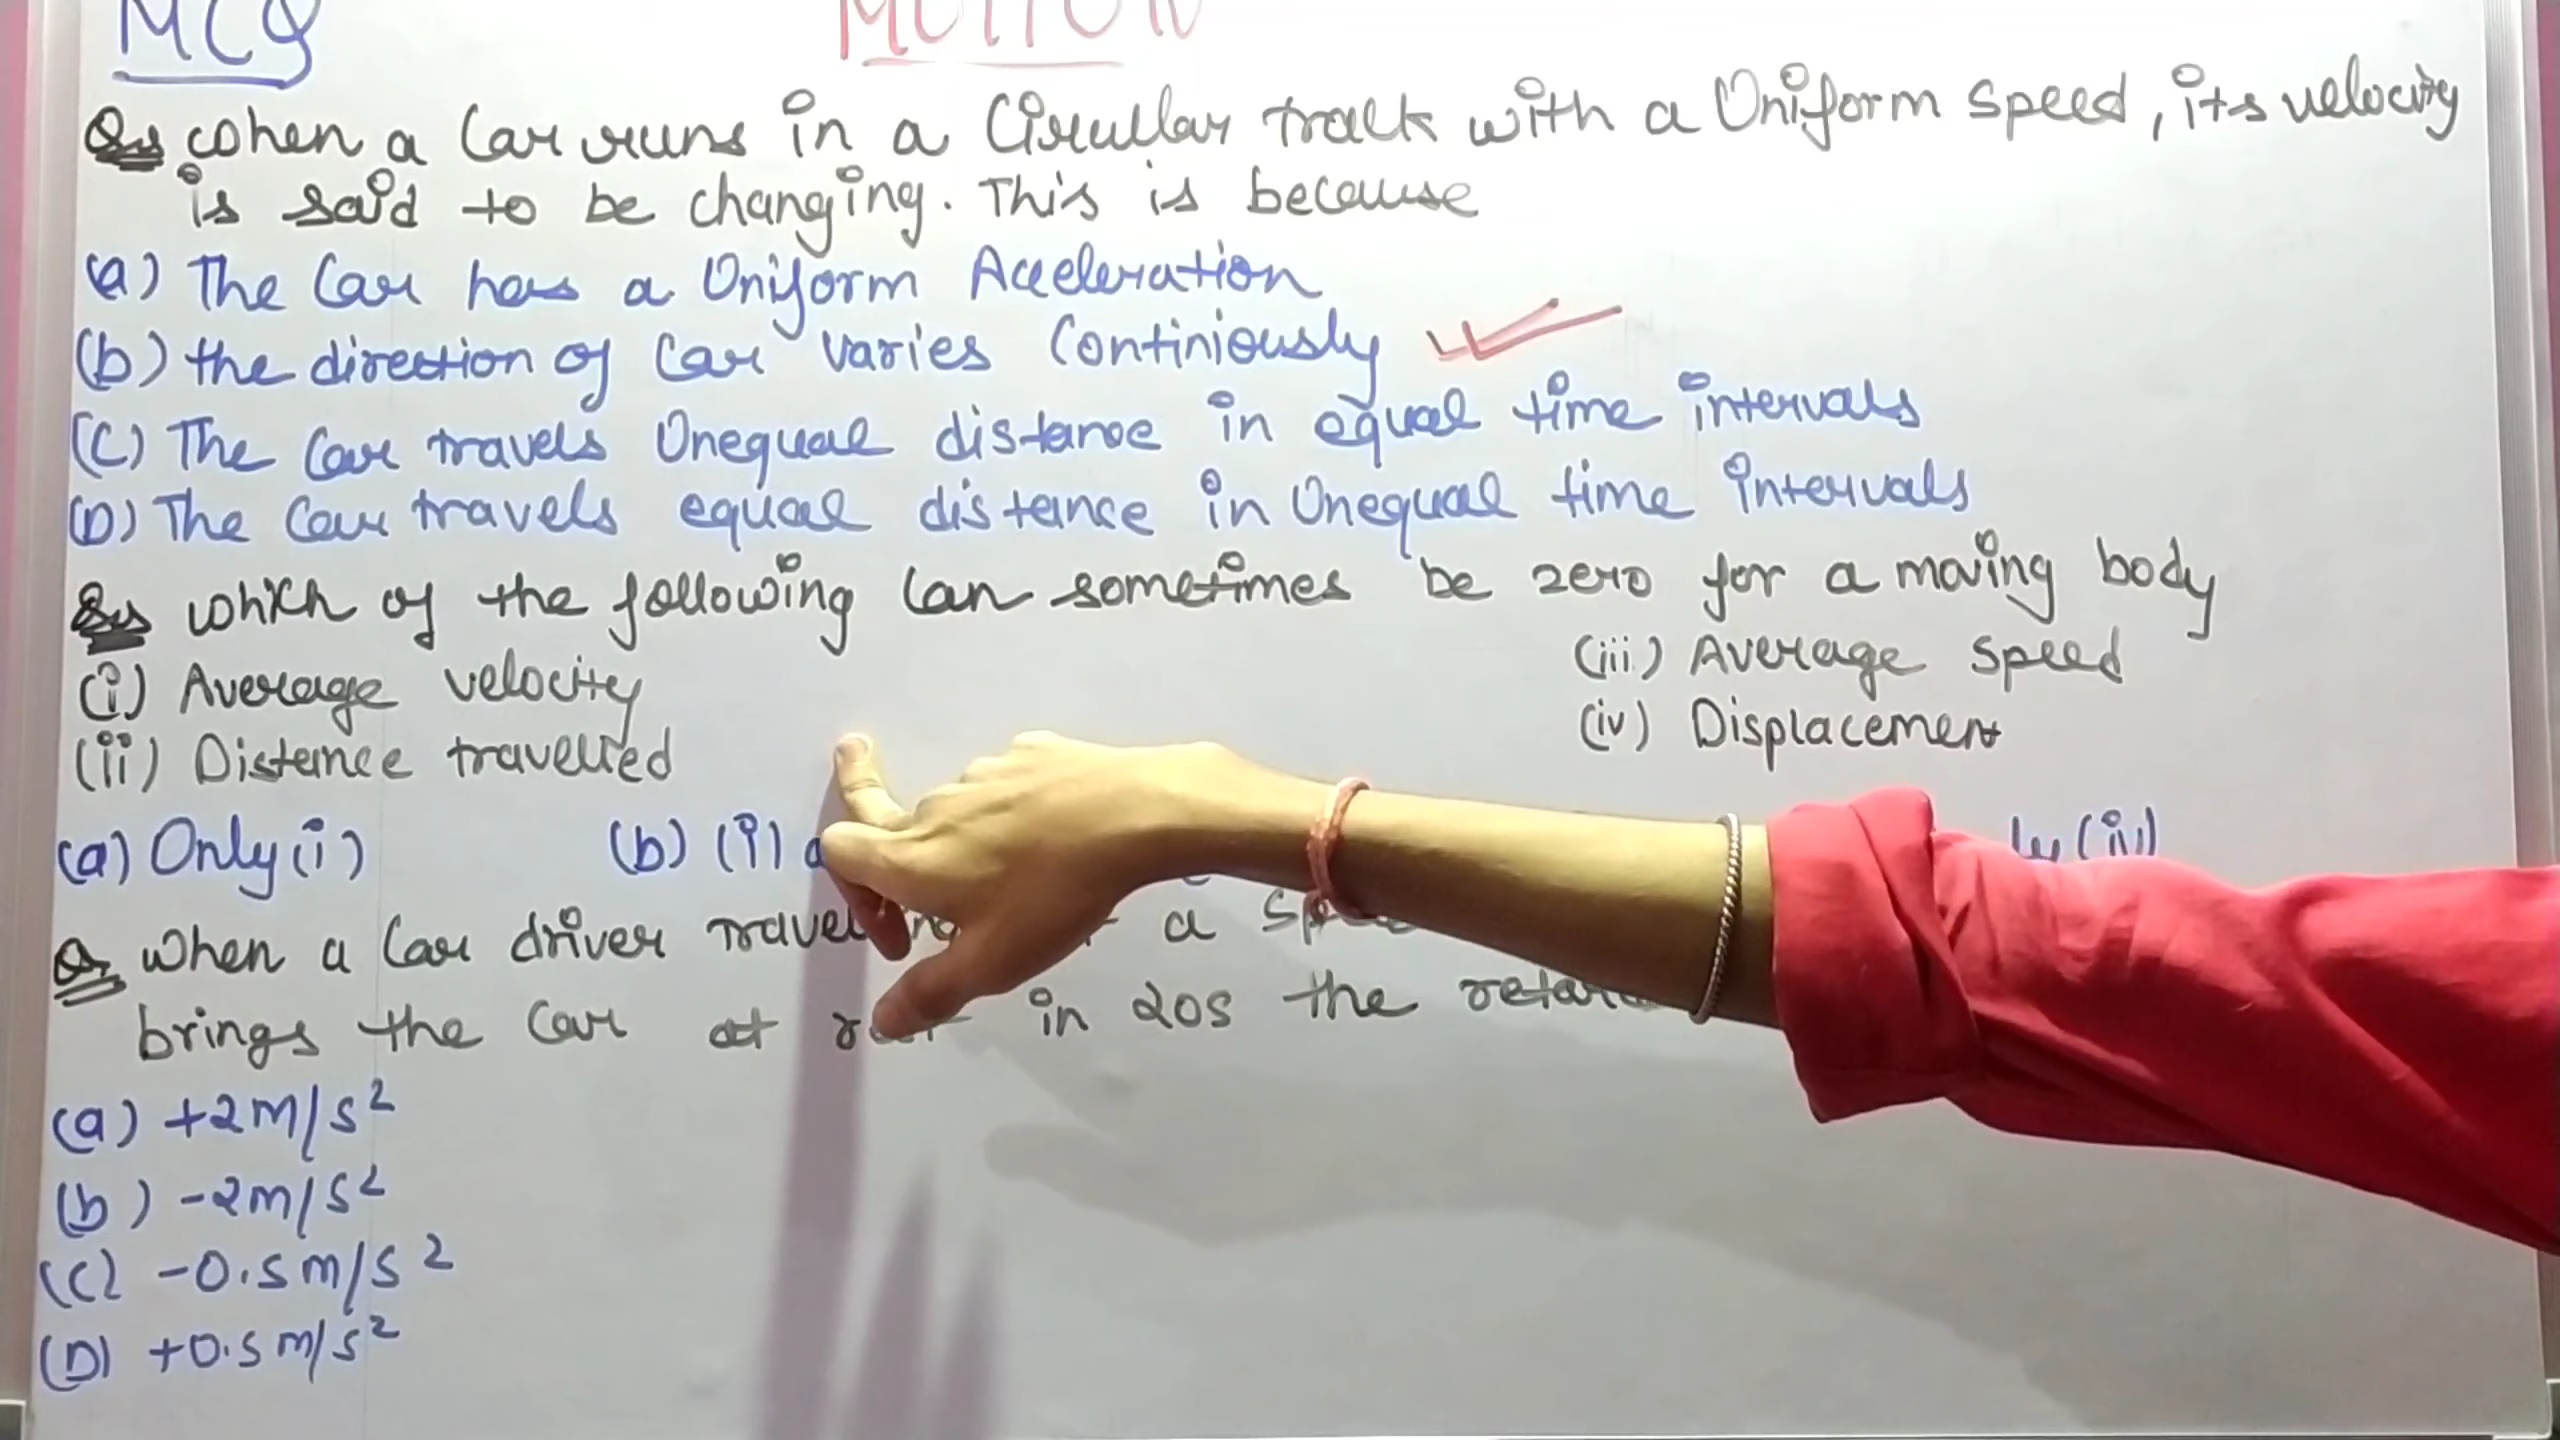 MCQ MOTION
Qus when a Car runs in a Circular track with a Uniform speed, its velocity
is said to be changing. This is because
(a) The Car has a Uniform Acceleration
(b) the direction of Car varies Continiously
(C) The Car travels Unequal distance in equal time intervals
(D) The Car travels equal distance in Unequal time intervals
Qus which of the following Can sometimes be zero for a moving body
(i) Average velocity (iii) Average speed
(ii) Distance travelled (iv) Displacement
(a) Only (i) (b) (i) (iv)
Q. when a Car driver a
brings the Car at in 20s the
(a) +2m/s²
(b) -2m/s²
(C) -0.5m/s²
(D) +0.5m/s²